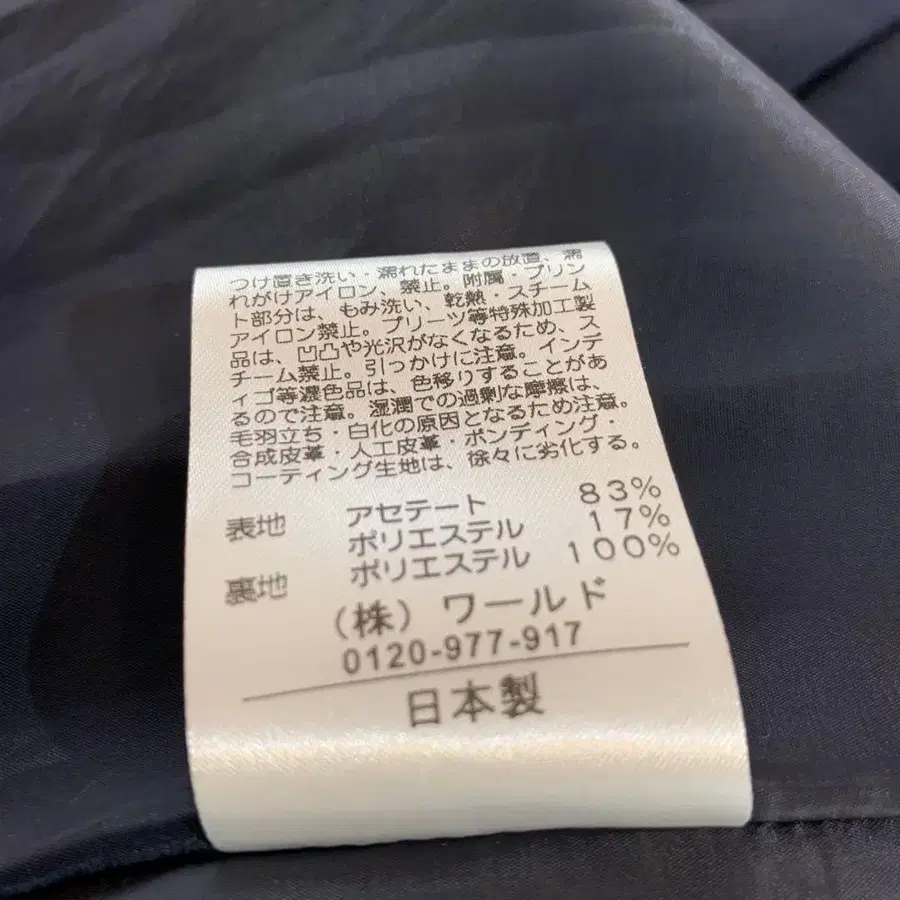 つけ置き洗い・濡れたままの放置、濡
れがけアイロン、禁止。附属・プリン
ト部分は、もみ洗い、乾熱・スチーム
アイロン禁止。プリーツ等特殊加工製
品は、凹凸や光沢がなくなるため、ス
チーム禁止。引っかけに注意。インデ
ィゴ等濃色品は、色移りすることがあ
るので注意。湿潤での過剰な摩擦は、
毛羽立ち・白化の原因となるため注意。
合成皮革・人工皮革・ボンディング・
コーティング生地は、徐々に劣化する。
表地 アセテート 83%
ポリエステル 17%
裏地 ポリエステル 100%
(株)ワールド
0120-977-917
日本製